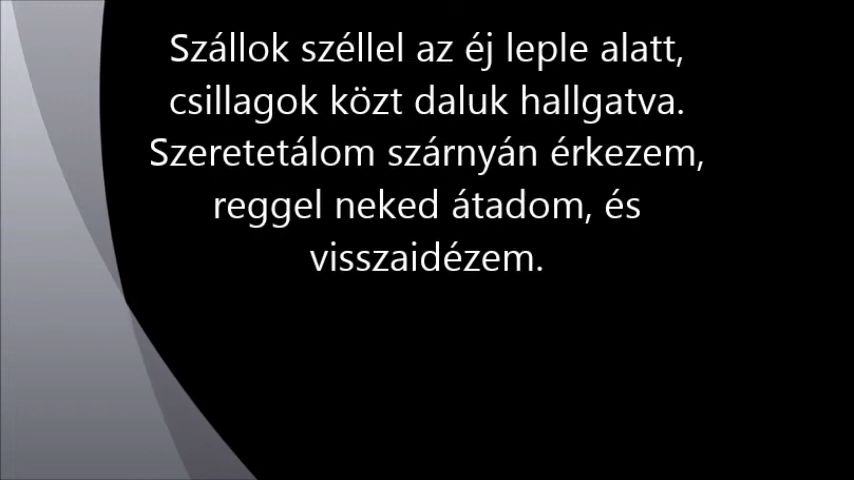 Szállok széllel az éj leple alatt,
csillagok közt daluk hallgatva.
Szeretetálom szárnyán érkezem,
reggel neked átadom, és
visszaidézem.